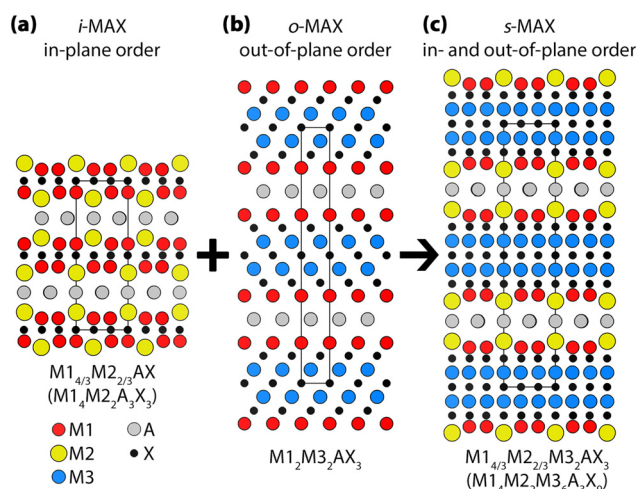 (a) i-MAX
in-plane order
(b) o-MAX
out-of-plane order
(c) s-MAX
in- and out-of-plane order
M1₄/₃M2₂/₃AX
(M1₄M2₂A₃X₃)
M1
M2
M3
A
X
M1₂M3₂AX₃
M1₄/₃M2₂/₃M3₂AX₃
(M1₄M2₂M3₆A₃X₉)